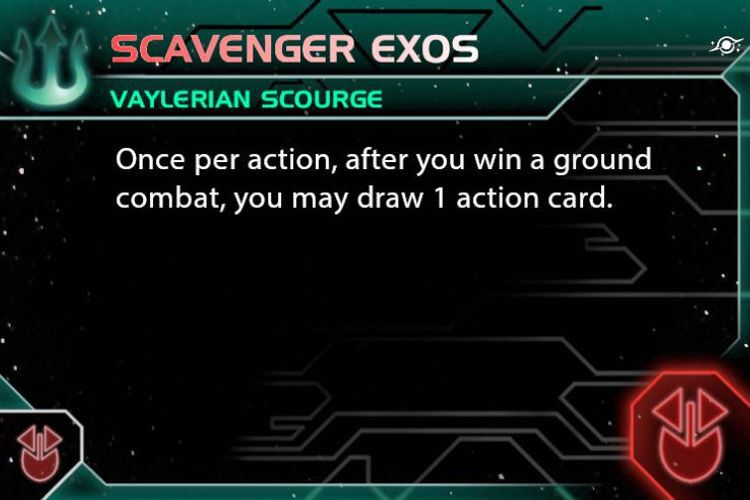 SCAVENGER EXOS
VAYLERIAN SCOURGE
Once per action, after you win a ground
combat, you may draw 1 action card.